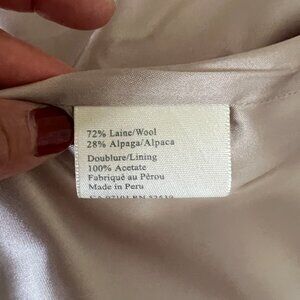 72% Laine/Wool
28% Alpaga/Alpaca
Doublure/Lining
100% Acetate
Fabriqué au Pérou
Made in Peru